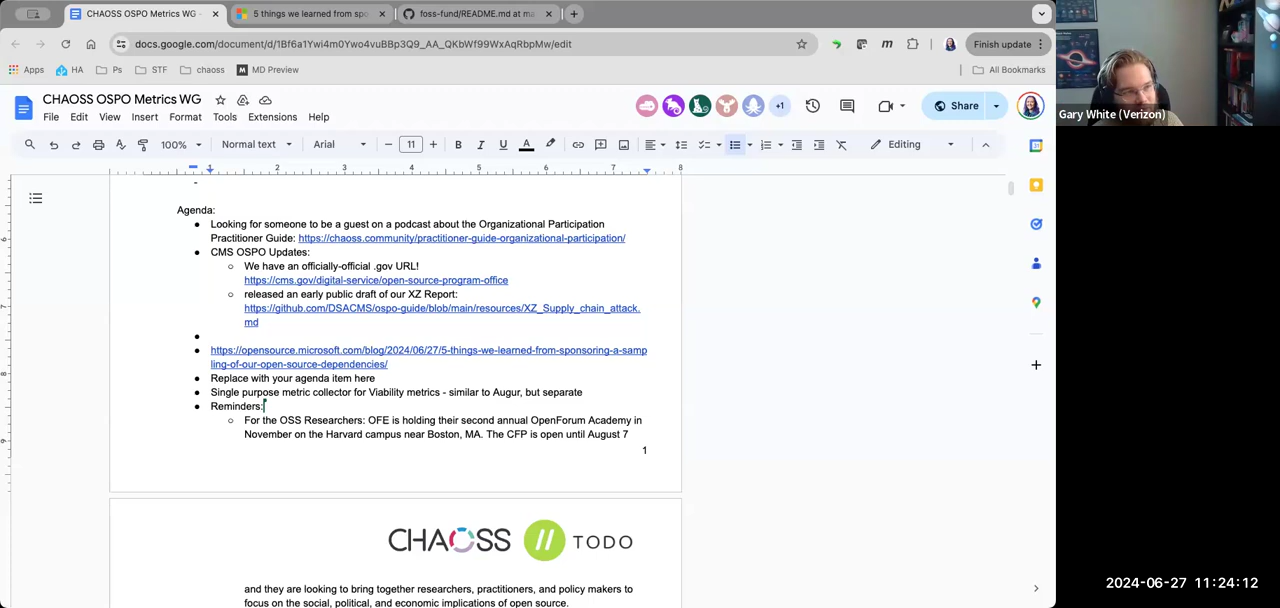 CHAOSS OSPO Metrics WG -
5 things we learned from spo
foss-fund/README.md at ma
docs.google.com/document/d/1Bf6a1Ywi4m0Ywo4vuBBp3Q9_AA_QKbWf99WxAqRbpMw/edit
Finish update
Apps
HA
Ps
STF
chaoss
MD Preview
All Bookmarks
CHAOSS OSPO Metrics WG
File Edit View Insert Format Tools Extensions Help
+1
Share
100%
Normal text
Arial
11
Editing
1 2 3 4 5 6 7 8
-
Agenda:
Looking for someone to be a guest on a podcast about the Organizational Participation
Practitioner Guide: https://chaoss.community/practitioner-guide-organizational-participation/
CMS OSPO Updates:
We have an officially-official .gov URL!
https://cms.gov/digital-service/open-source-program-office
released an early public draft of our XZ Report:
https://github.com/DSACMS/ospo-guide/blob/main/resources/XZ_Supply_chain_attack.
md
https://opensource.microsoft.com/blog/2024/06/27/5-things-we-learned-from-sponsoring-a-samp
ling-of-our-open-source-dependencies/
Replace with your agenda item here
Single purpose metric collector for Viability metrics - similar to Augur, but separate
Reminders:
For the OSS Researchers: OFE is holding their second annual OpenForum Academy in
November on the Harvard campus near Boston, MA. The CFP is open until August 7
1
CHAOSS // TODO
and they are looking to bring together researchers, practitioners, and policy makers to
focus on the social, political, and economic implications of open source.
Gary White (Verizon)
2024-06-27 11:24:12